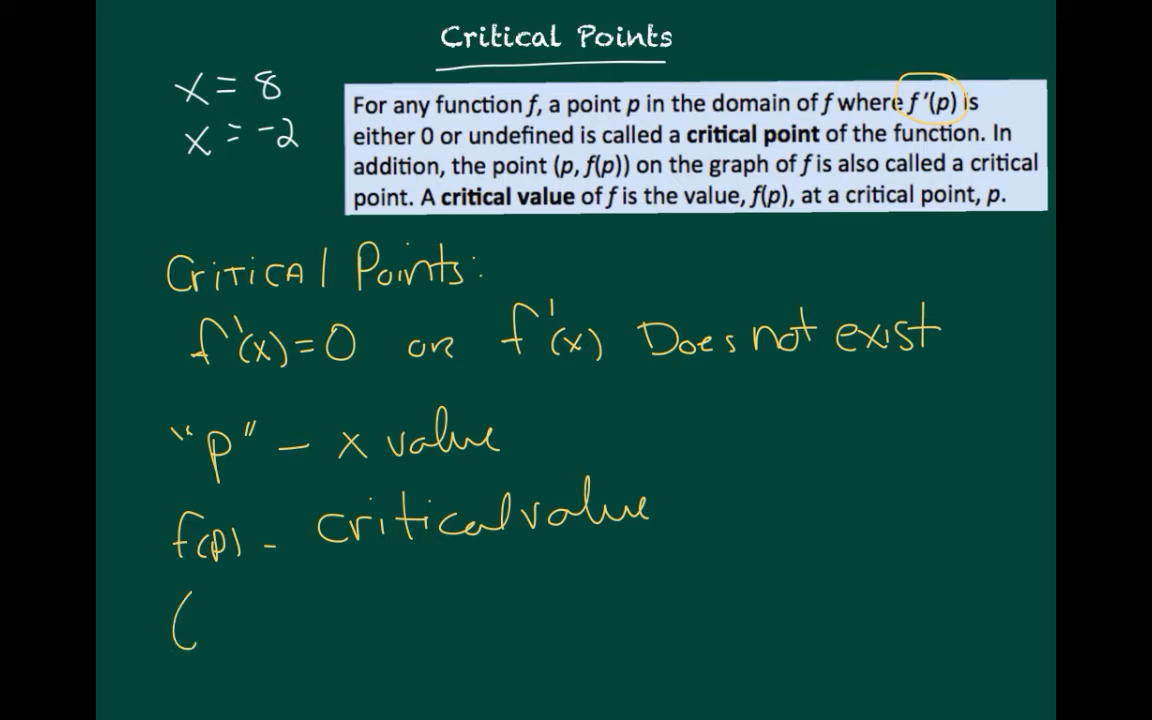 Critical Points
x = 8
x = -2
For any function f, a point p in the domain of f where f '(p) is
either 0 or undefined is called a critical point of the function. In
addition, the point (p, f(p)) on the graph of f is also called a critical
point. A critical value of f is the value, f(p), at a critical point, p.
Critical Points:
f'(x)=0 or f'(x) Does not exist
"p" - x value
f(p) - critical value
(